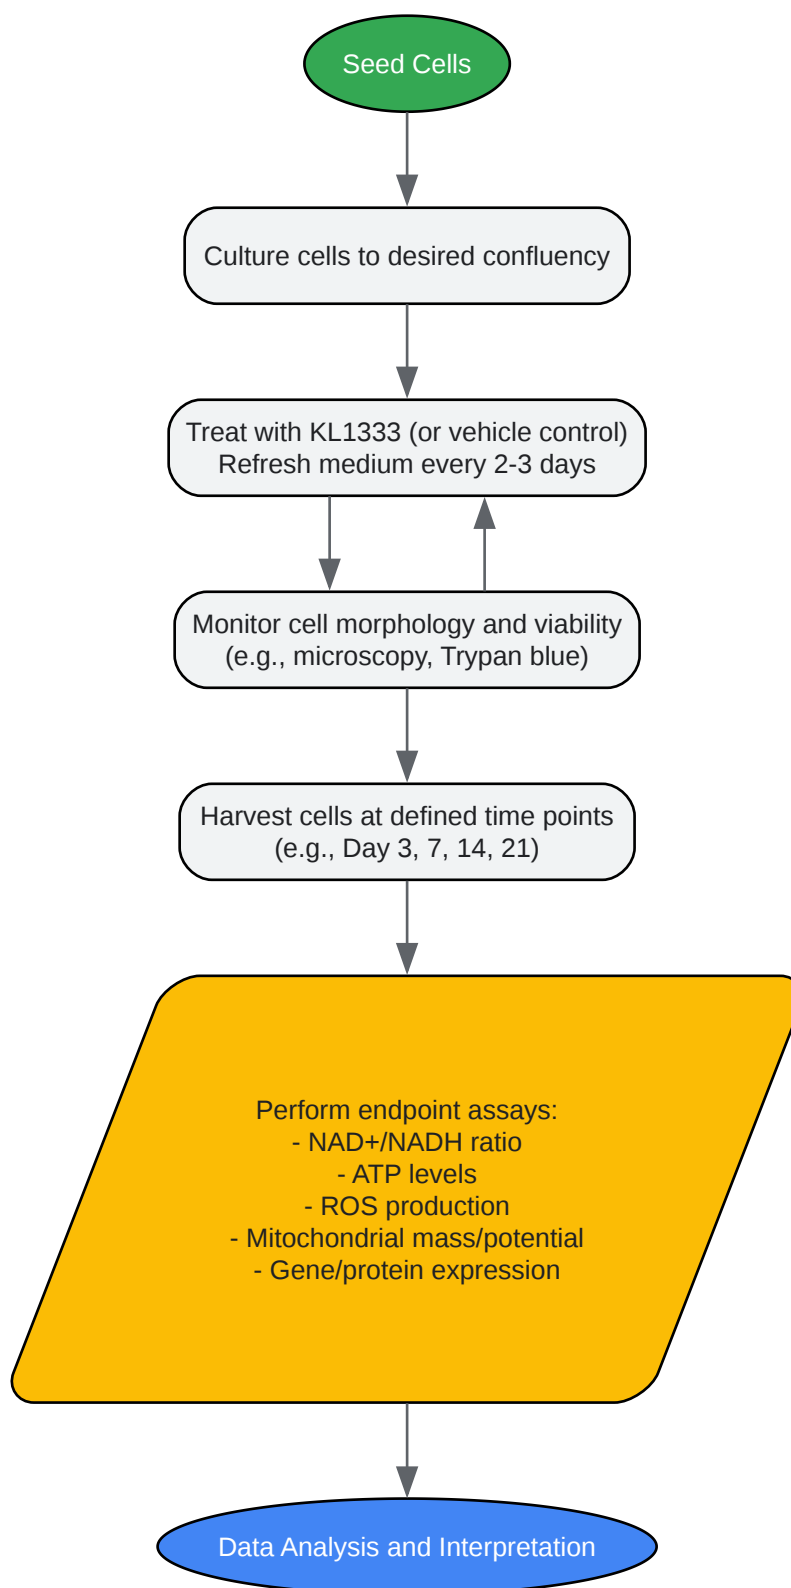 Seed Cells
Culture cells to desired confluency
Treat with KL1333 (or vehicle control)
Refresh medium every 2-3 days
Monitor cell morphology and viability
(e.g., microscopy, Trypan blue)
Harvest cells at defined time points
(e.g., Day 3, 7, 14, 21)
Perform endpoint assays:
- NAD+/NADH ratio
- ATP levels
- ROS production
- Mitochondrial mass/potential
- Gene/protein expression
Data Analysis and Interpretation